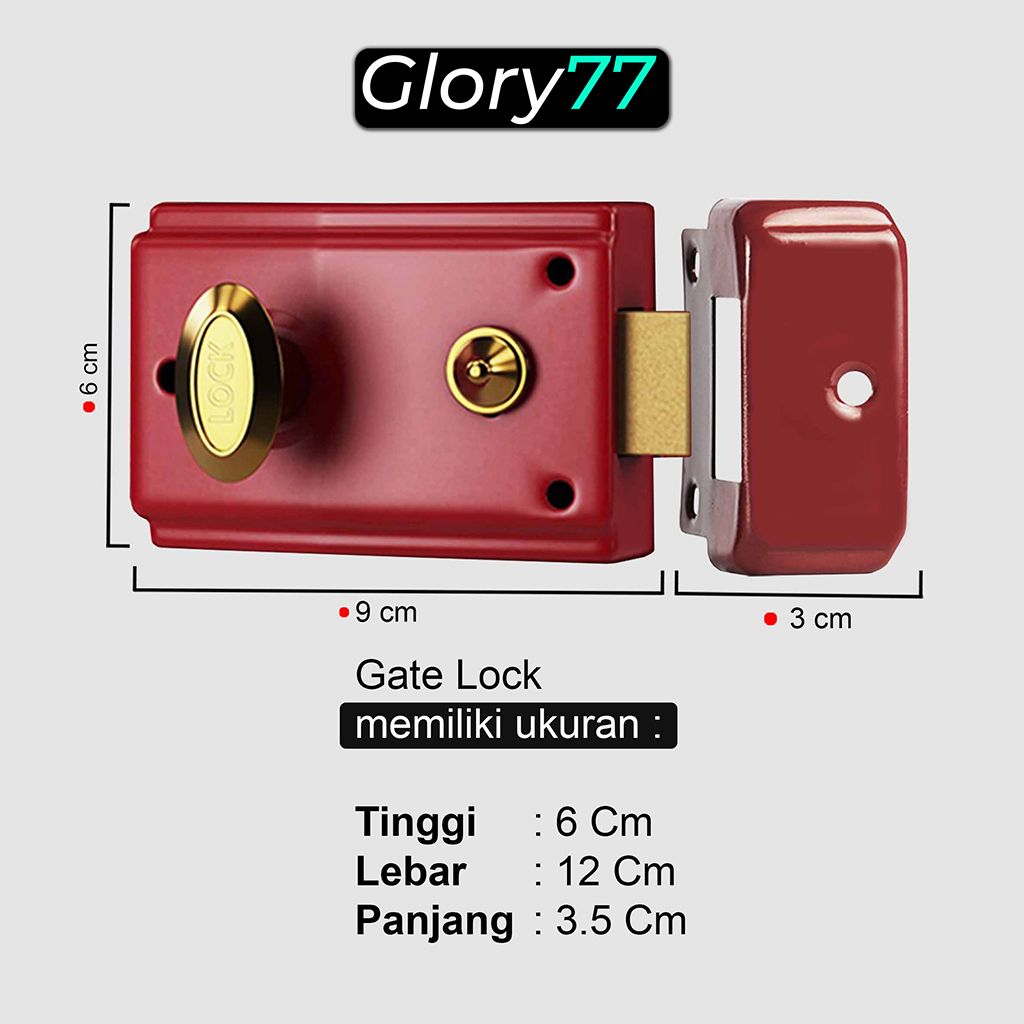 Glory77
6 cm
LOCK
9 cm
3 cm
Gate Lock
memiliki ukuran :
Tinggi : 6 Cm
Lebar : 12 Cm
Panjang : 3.5 Cm